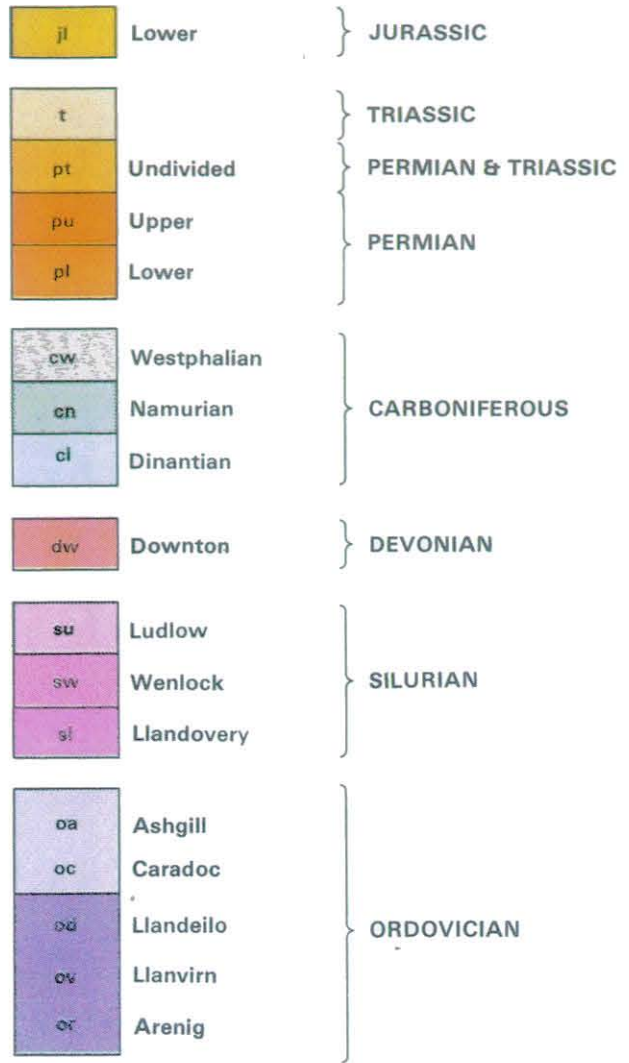 jl Lower JURASSIC
t TRIASSIC
pt Undivided PERMIAN & TRIASSIC
pu Upper
PERMIAN
pl Lower
cw Westphalian
cn Namurian CARBONIFEROUS
cl Dinantian
dw Downton DEVONIAN
su Ludlow
sw Wenlock SILURIAN
sl Llandovery
oa Ashgill
oc Caradoc
od Llandeilo ORDOVICIAN
ov Llanvirn
or Arenig